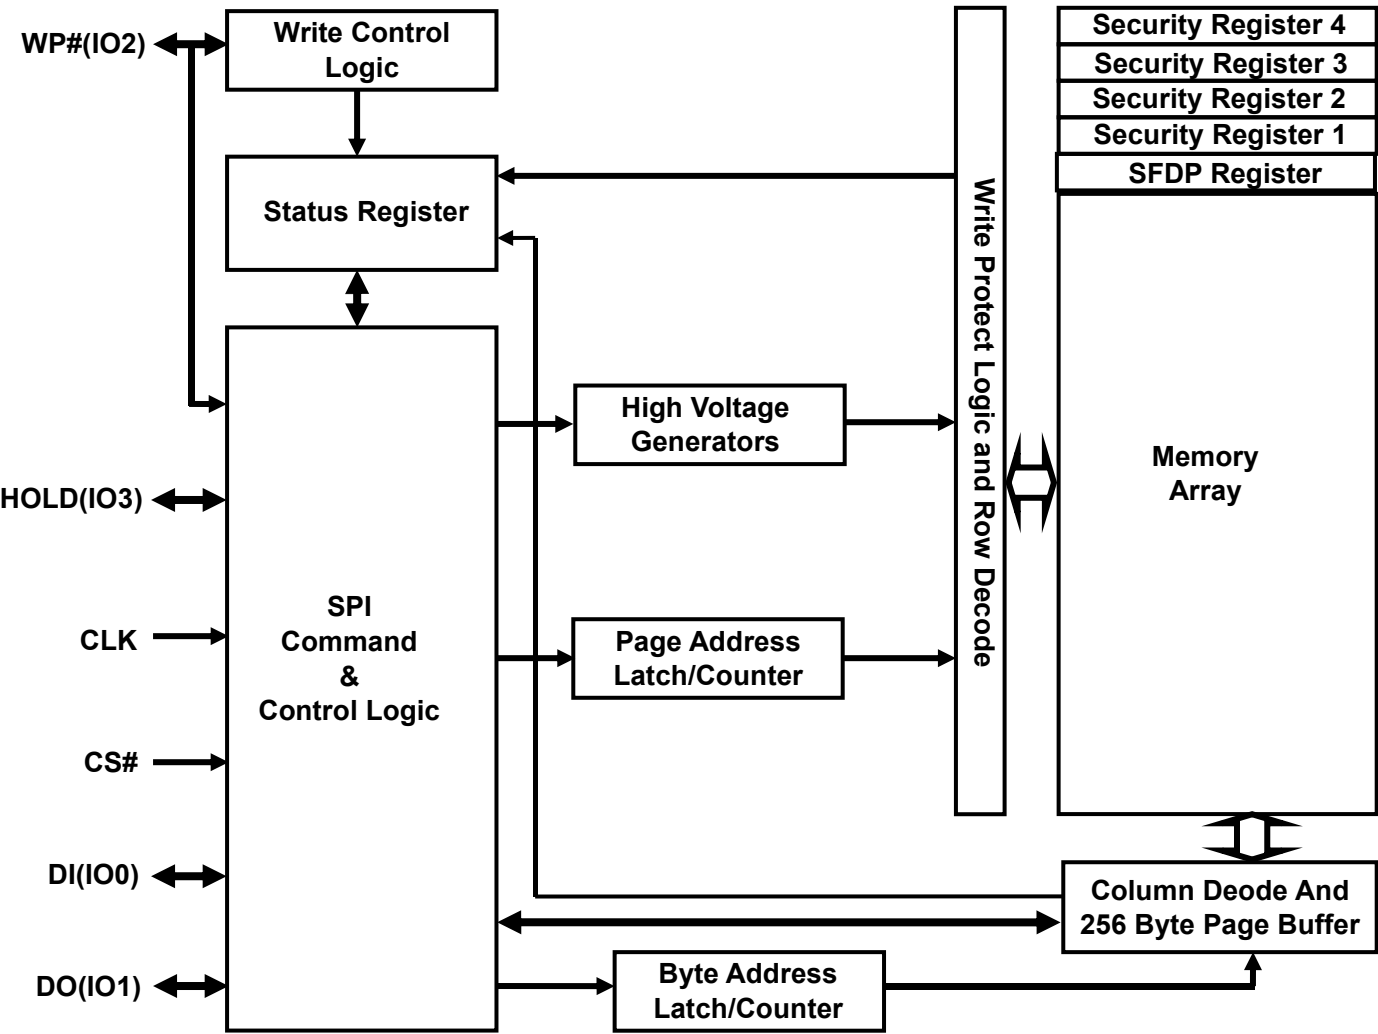 WP#(IO2)
Write Control
Logic
Status Register
HOLD(IO3)
CLK
CS#
DI(IO0)
DO(IO1)
SPI
Command
&
Control Logic
High Voltage
Generators
Page Address
Latch/Counter
Byte Address
Latch/Counter
Write Protect Logic and Row Decode
Security Register 4
Security Register 3
Security Register 2
Security Register 1
SFDP Register
Memory
Array
Column Deode And
256 Byte Page Buffer